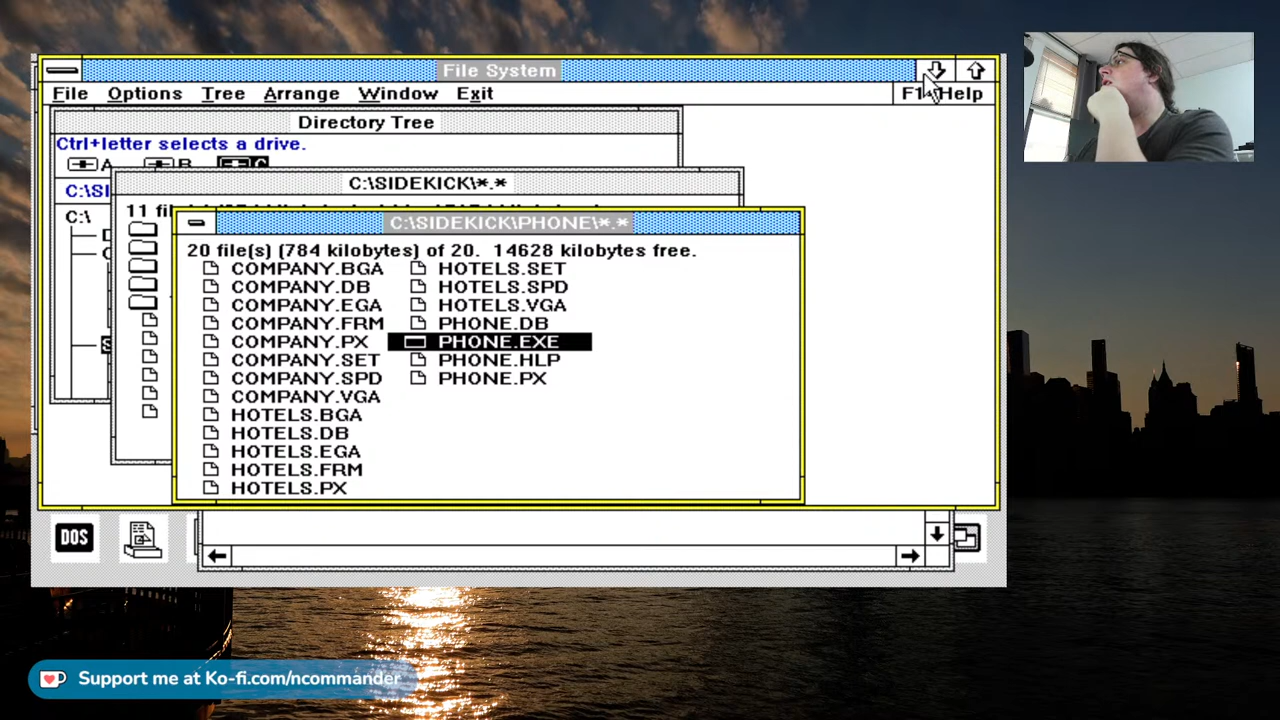 File System
File Options Tree Arrange Window Exit
F1=Help
Directory Tree
Ctrl+letter selects a drive.
A B C
C:\SI
C:\SIDEKICK\*.*
C:\
11 fil
C:\SIDEKICK\PHONE\*.*
20 file(s) (784 kilobytes) of 20. 14628 kilobytes free.
COMPANY.BGA HOTELS.SET
COMPANY.DB HOTELS.SPD
COMPANY.EGA HOTELS.VGA
COMPANY.FRM PHONE.DB
COMPANY.PX PHONE.EXE
COMPANY.SET PHONE.HLP
COMPANY.SPD PHONE.PX
COMPANY.VGA
HOTELS.BGA
HOTELS.DB
HOTELS.EGA
HOTELS.FRM
HOTELS.PX
DOS
Support me at Ko-fi.com/ncommander